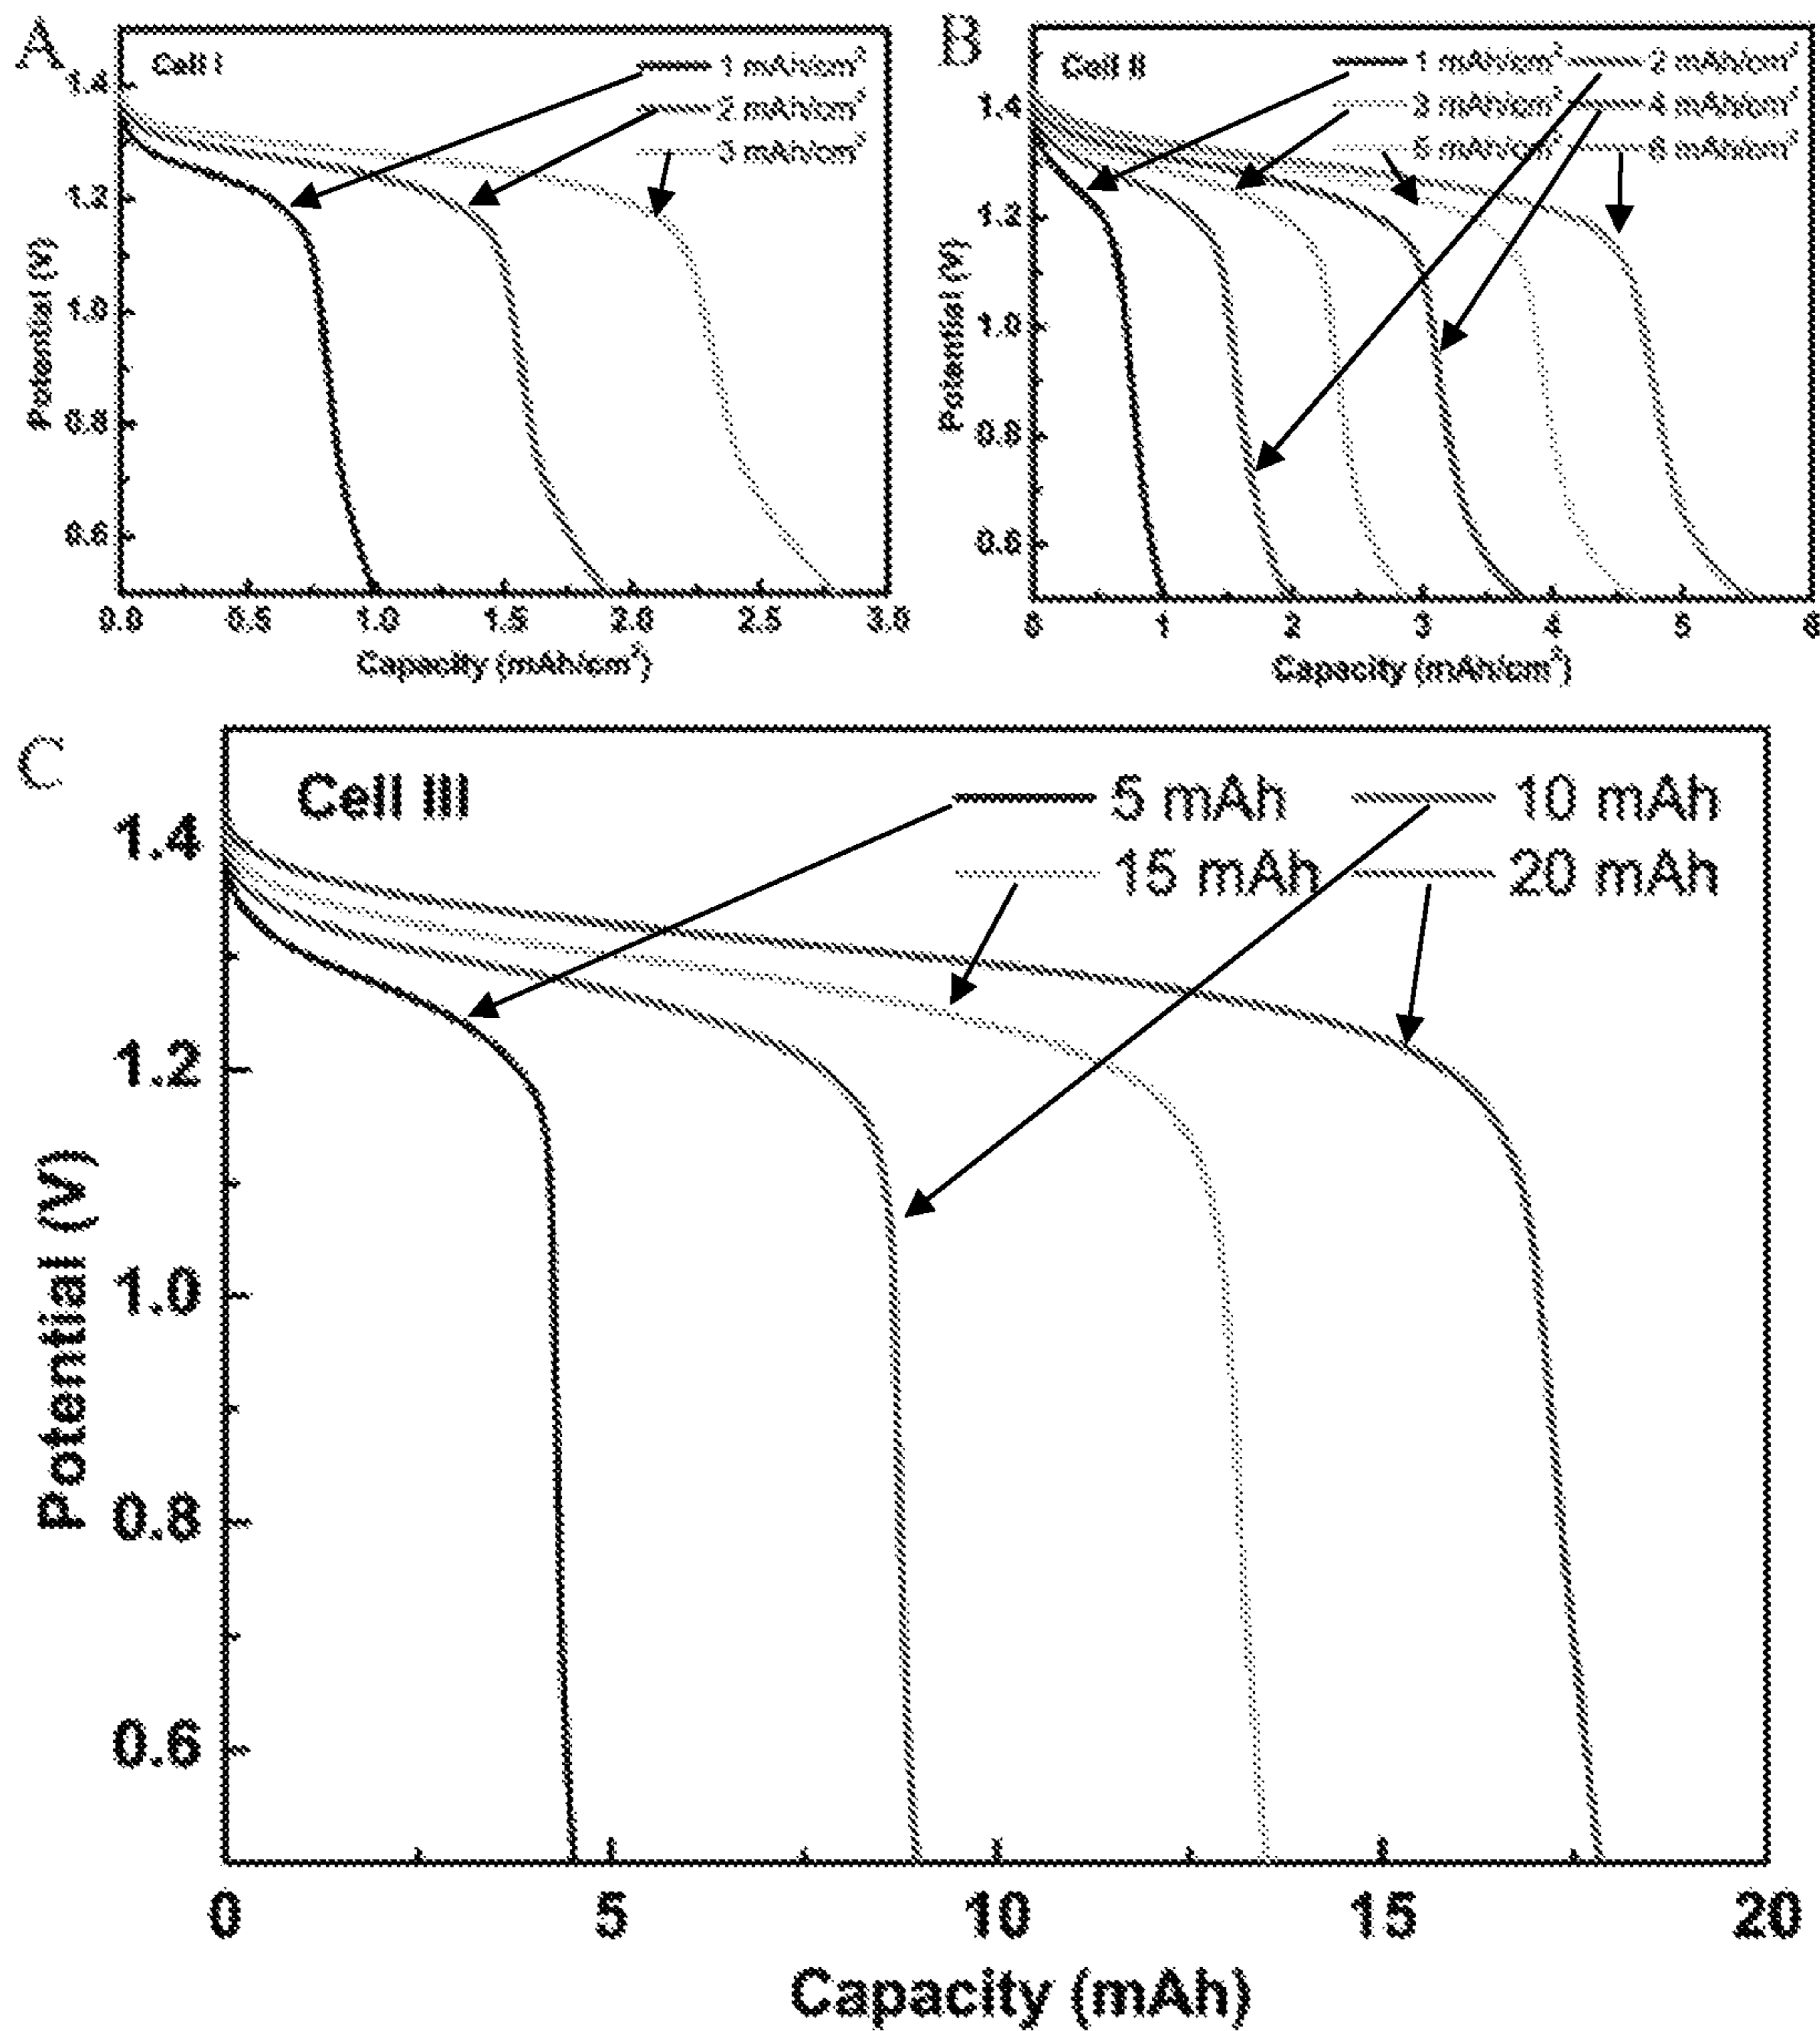 A
Cell I
1 mAh/cm²
2 mAh/cm²
3 mAh/cm²
1.4
1.2
1.0
0.8
0.6
Potential (V)
0.0 0.5 1.0 1.5 2.0 2.5 3.0
Capacity (mAh/cm²)
B
Cell II
1 mAh/cm² 2 mAh/cm²
3 mAh/cm² 4 mAh/cm²
5 mAh/cm² 6 mAh/cm²
1.4
1.2
1.0
0.8
0.6
Potential (V)
0 1 2 3 4 5 6
Capacity (mAh/cm²)
C
Cell III
5 mAh 10 mAh
15 mAh 20 mAh
1.4
1.2
1.0
0.8
0.6
Potential (V)
0 5 10 15 20
Capacity (mAh)